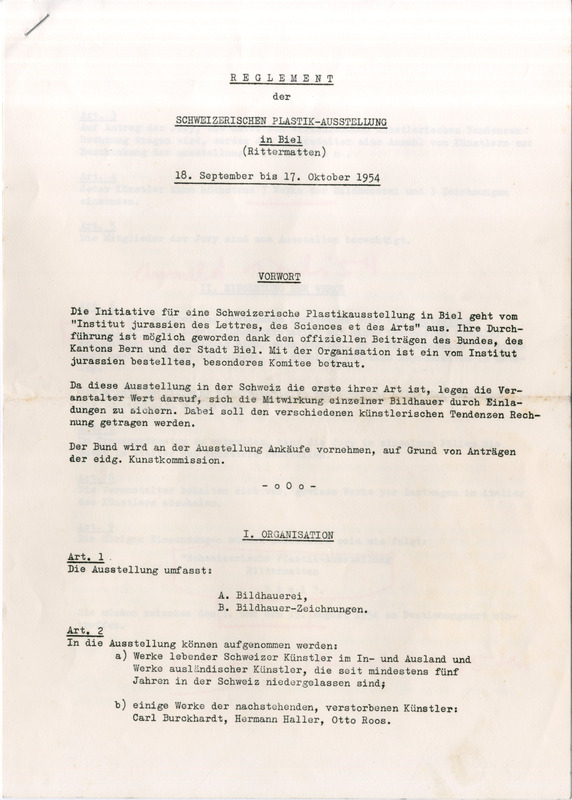 REGLEMENT
der
SCHWEIZERISCHEN PLASTIK-AUSSTELLUNG
in Biel
(Rittermatten)
18. September bis 17. Oktober 1954
VORWORT
Die Initiative für eine Schweizerische Plastikausstellung in Biel geht vom
"Institut jurassien des Lettres, des Sciences et des Arts" aus. Ihre Durch-
führung ist möglich geworden dank den offiziellen Beiträgen des Bundes, des
Kantons Bern und der Stadt Biel. Mit der Organisation ist ein vom Institut
jurassien bestelltes, besonderes Komitee betraut.
Da diese Ausstellung in der Schweiz die erste ihrer Art ist, legen die Ver-
anstalter Wert darauf, sich die Mitwirkung einzelner Bildhauer durch Einla-
dungen zu sichern. Dabei soll den verschiedenen künstlerischen Tendenzen Rech-
nung getragen werden.
Der Bund wird an der Ausstellung Ankäufe vornehmen, auf Grund von Anträgen
der eidg. Kunstkommission.
- o O o -
I. ORGANISATION
Art. 1
Die Ausstellung umfasst:
A. Bildhauerei,
B. Bildhauer-Zeichnungen.
Art. 2
In die Ausstellung können aufgenommen werden:
a) Werke lebender Schweizer Künstler im In- und Ausland und
Werke ausländischer Künstler, die seit mindestens fünf
Jahren in der Schweiz niedergelassen sind;
b) einige Werke der nachstehenden, verstorbenen Künstler:
Carl Burckhardt, Hermann Haller, Otto Roos.